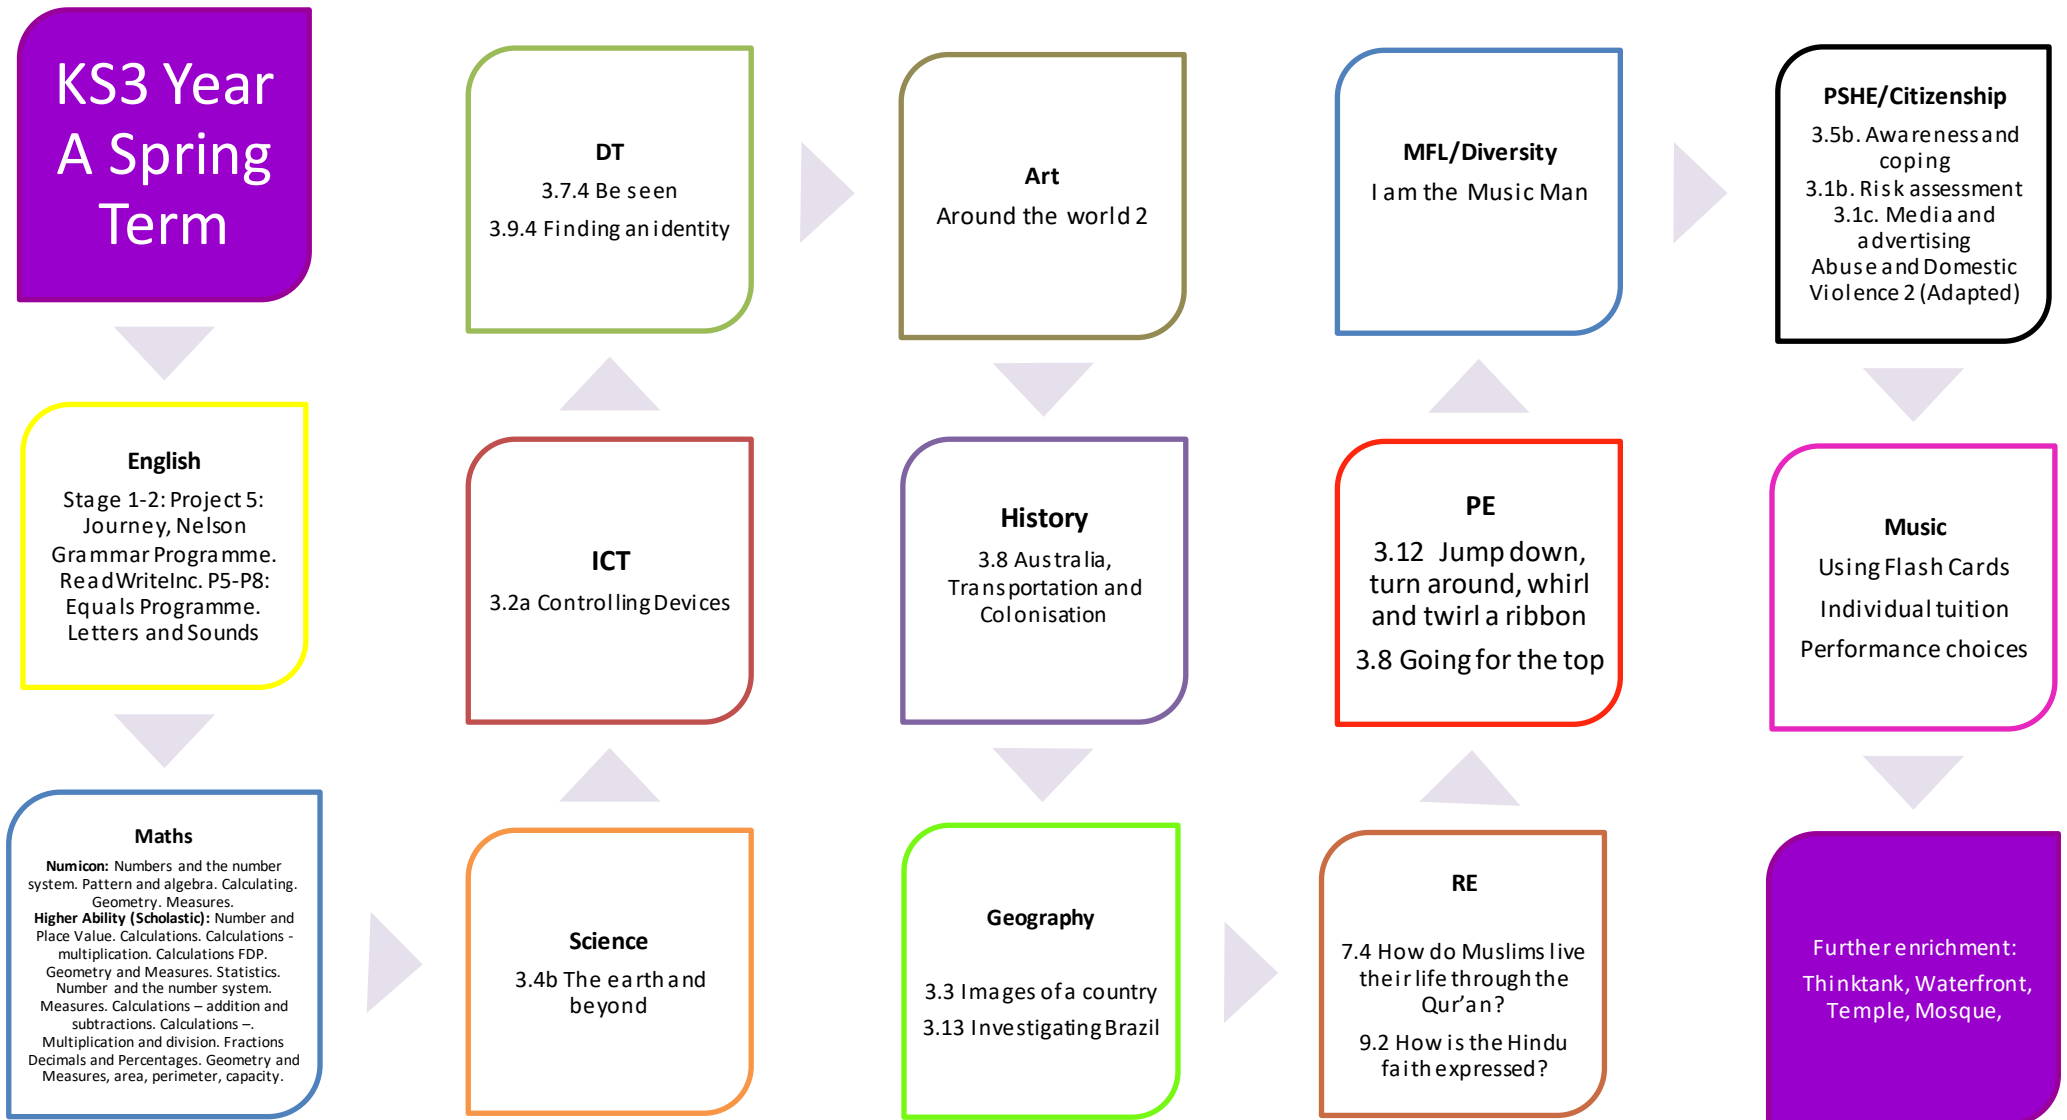 KS3 Year
A Spring
Term
English
Stage 1-2: Project 5:
Journey, Nelson
Grammar Programme.
ReadWriteInc. P5-P8:
Equals Programme.
Letters and Sounds
Maths
Numicon: Numbers and the number
system. Pattern and algebra. Calculating.
Geometry. Measures.
Higher Ability (Scholastic): Number and
Place Value. Calculations. Calculations -
multiplication. Calculations FDP.
Geometry and Measures. Statistics.
Number and the number system.
Measures. Calculations – addition and
subtractions. Calculations –.
Multiplication and division. Fractions
Decimals and Percentages. Geometry and
Measures, area, perimeter, capacity.
Science
3.4b The earth and
beyond
ICT
3.2a Controlling Devices
DT
3.7.4 Be seen
3.9.4 Finding an identity
Art
Around the world 2
History
3.8 Australia,
Transportation and
Colonisation
Geography
3.3 Images of a country
3.13 Investigating Brazil
RE
7.4 How do Muslims live
their life through the
Qur’an?
9.2 How is the Hindu
faith expressed?
PE
3.12 Jump down,
turn around, whirl
and twirl a ribbon
3.8 Going for the top
MFL/Diversity
I am the Music Man
PSHE/Citizenship
3.5b. Awareness and
coping
3.1b. Risk assessment
3.1c. Media and
advertising
Abuse and Domestic
Violence 2 (Adapted)
Music
Using Flash Cards
Individual tuition
Performance choices
Further enrichment:
Thinktank, Waterfront,
Temple, Mosque,